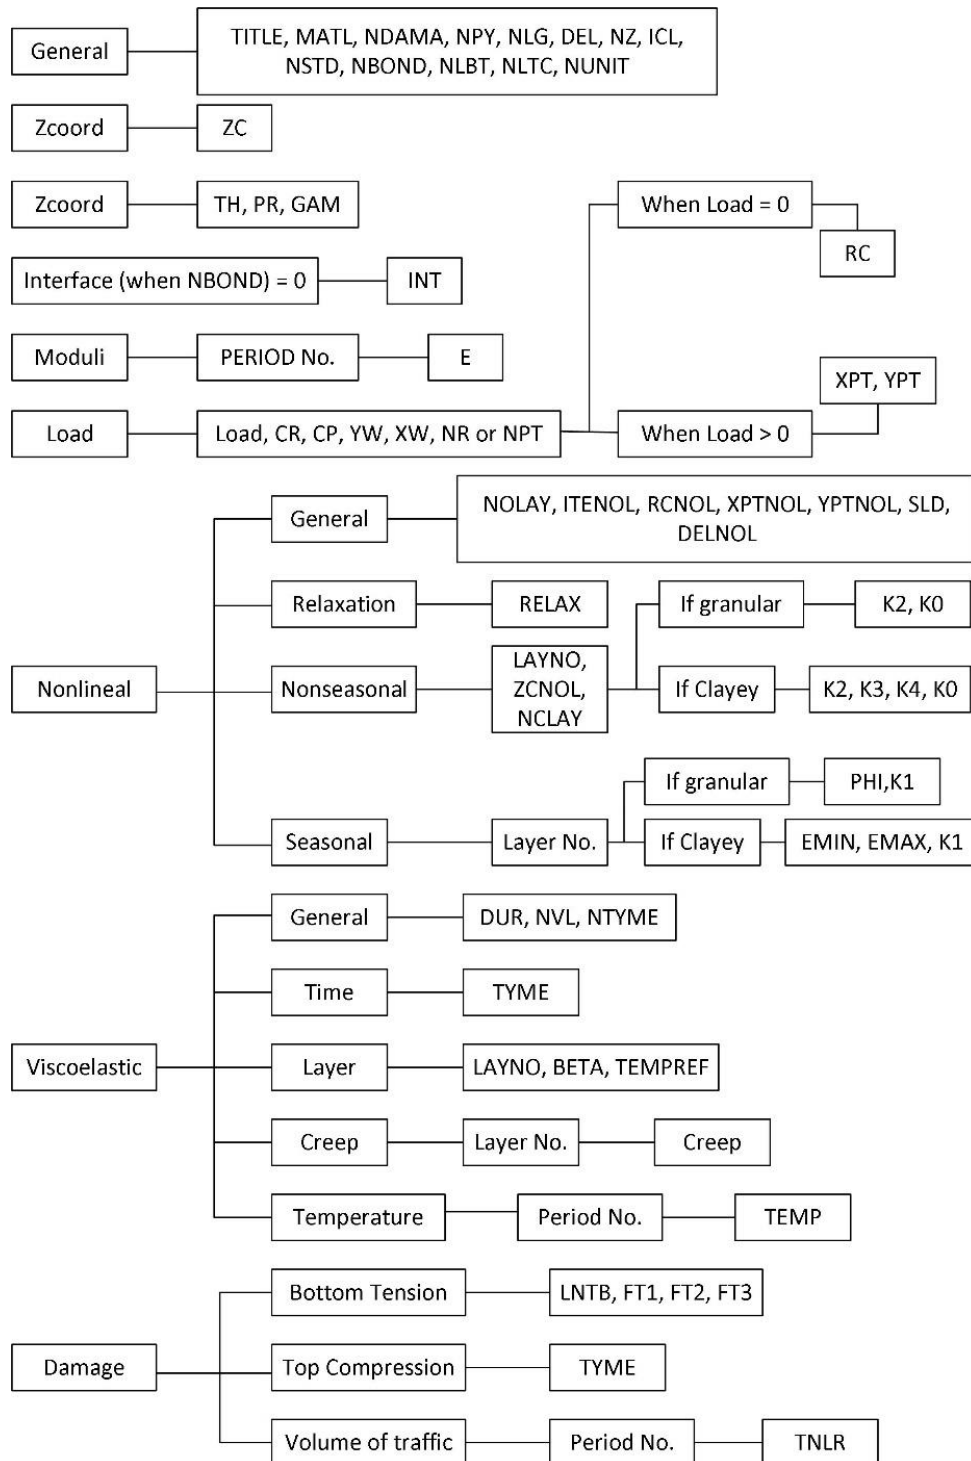 General
TITLE, MATL, NDAMA, NPY, NLG, DEL, NZ, ICL,
NSTD, NBOND, NLBT, NLTC, NUNIT
Zcoord
ZC
Zcoord
TH, PR, GAM
When Load = 0
RC
Interface (when NBOND) = 0
INT
Moduli
PERIOD No.
E
XPT, YPT
Load
Load, CR, CP, YW, XW, NR or NPT
When Load > 0
General
NOLAY, ITENOL, RCNOL, XPTNOL, YPTNOL, SLD,
DELNOL
Relaxation
RELAX
If granular
K2, K0
Nonlineal
Nonseasonal
LAYNO,
ZCNOL,
NCLAY
If Clayey
K2, K3, K4, K0
If granular
PHI,K1
Seasonal
Layer No.
If Clayey
EMIN, EMAX, K1
General
DUR, NVL, NTYME
Time
TYME
Viscoelastic
Layer
LAYNO, BETA, TEMPREF
Creep
Layer No.
Creep
Temperature
Period No.
TEMP
Bottom Tension
LNTB, FT1, FT2, FT3
Damage
Top Compression
TYME
Volume of traffic
Period No.
TNLR